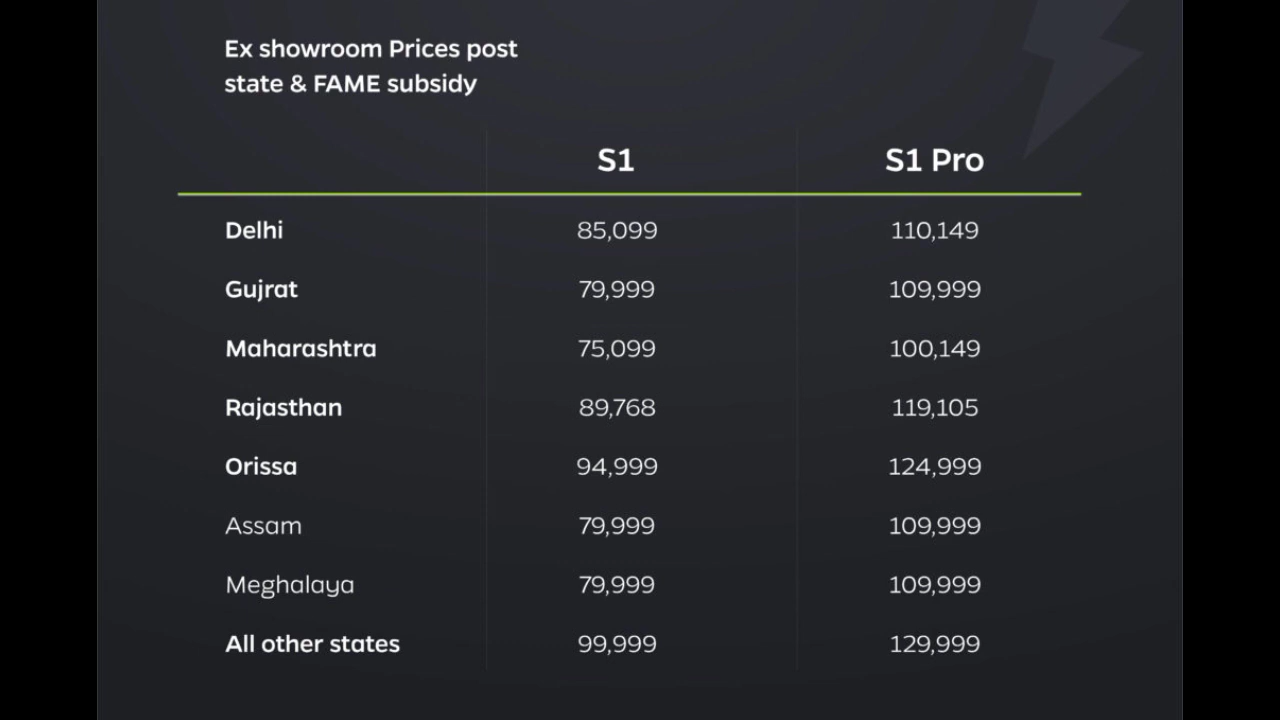 Ex showroom Prices post
state & FAME subsidy
S1 S1 Pro
Delhi 85,099 110,149
Gujrat 79,999 109,999
Maharashtra 75,099 100,149
Rajasthan 89,768 119,105
Orissa 94,999 124,999
Assam 79,999 109,999
Meghalaya 79,999 109,999
All other states 99,999 129,999